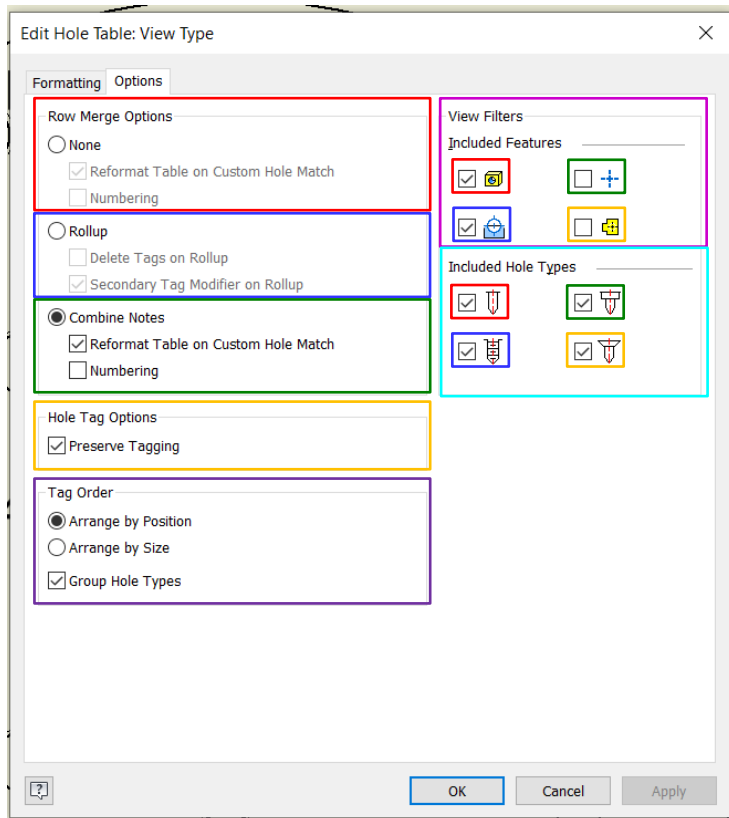 Edit Hole Table: View Type
Formatting
Options
Row Merge Options
None
Reformat Table on Custom Hole Match
Numbering
Rollup
Delete Tags on Rollup
Secondary Tag Modifier on Rollup
Combine Notes
Reformat Table on Custom Hole Match
Numbering
Hole Tag Options
Preserve Tagging
Tag Order
Arrange by Position
Arrange by Size
Group Hole Types
View Filters
Included Features
Included Hole Types
?
OK
Cancel
Apply